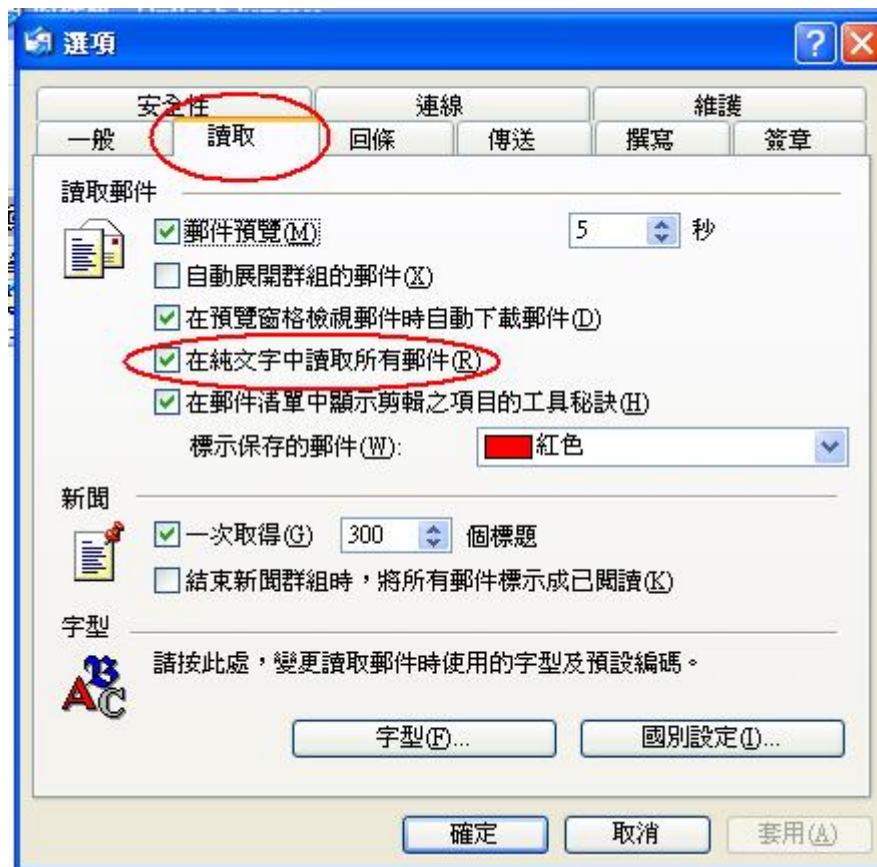 選項
安全性 連線 維護
一般 讀取 回條 傳送 撰寫 簽章
讀取郵件
郵件預覽(M) 5 秒
自動展開群組的郵件(X)
在預覽窗格檢視郵件時自動下載郵件(D)
在純文字中讀取所有郵件(R)
在郵件清單中顯示剪輯之項目的工具秘訣(H)
標示保存的郵件(W): 紅色
新聞
一次取得(G) 300 個標題
結束新聞群組時，將所有郵件標示成已閱讀(K)
字型
請按此處，變更讀取郵件時使用的字型及預設編碼。
字型(F)... 國別設定(I)...
確定 取消 套用(A)